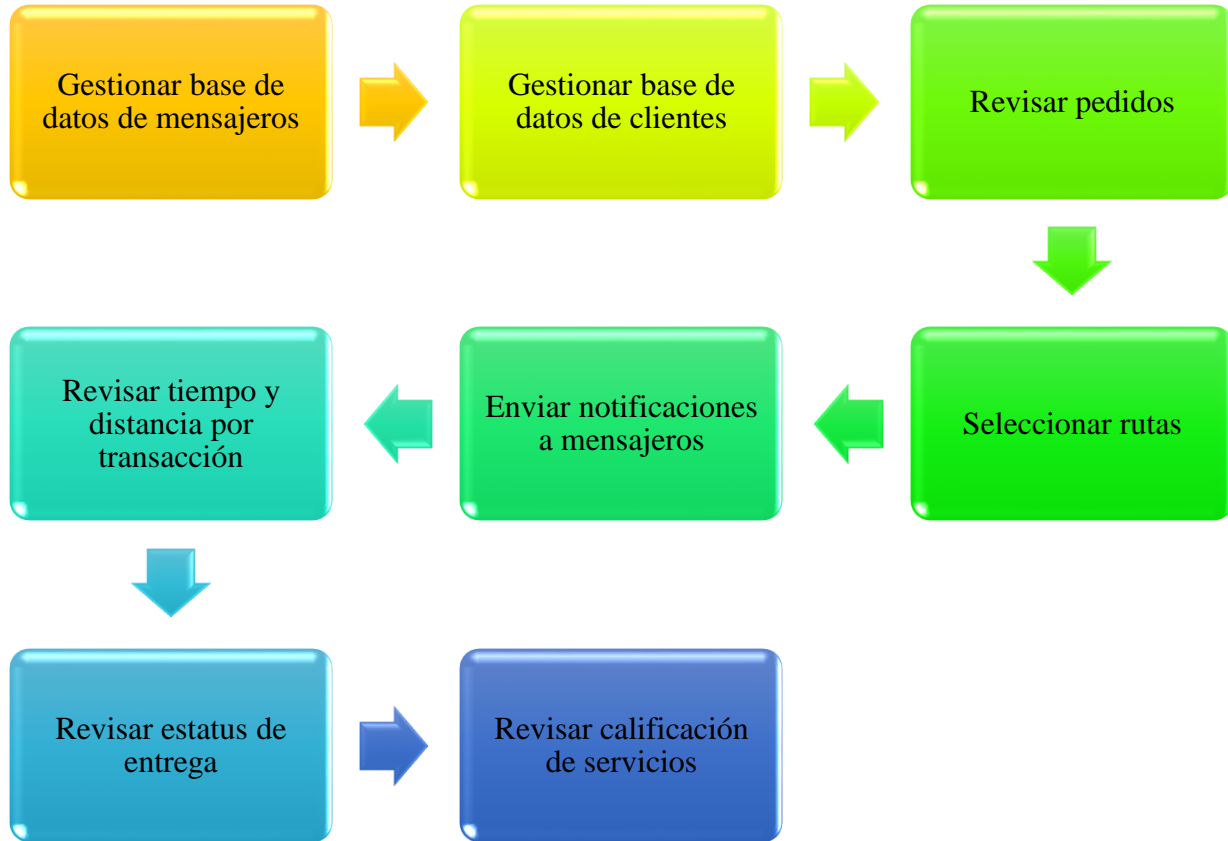 Gestionar base de
datos de mensajeros
Gestionar base de
datos de clientes
Revisar pedidos
Seleccionar rutas
Enviar notificaciones
a mensajeros
Revisar tiempo y
distancia por
transacción
Revisar estatus de
entrega
Revisar calificación
de servicios